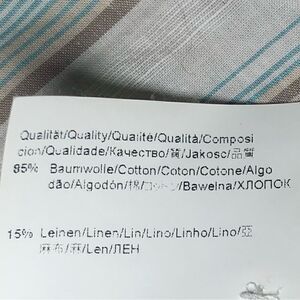 Qualität/Quality/Qualité/Qualità/Composi
cion/Qualidade/Качество/質/Jakosc/品質
85% Baumwolle/Cotton/Coton/Cotone/Algo
dão/Algodón/棉/コットン/Bawełna/ХЛОПОК
15% Leinen/Linen/Lin/Lino/Linho/Lino/亞
麻布/麻/Len/ЛЕН